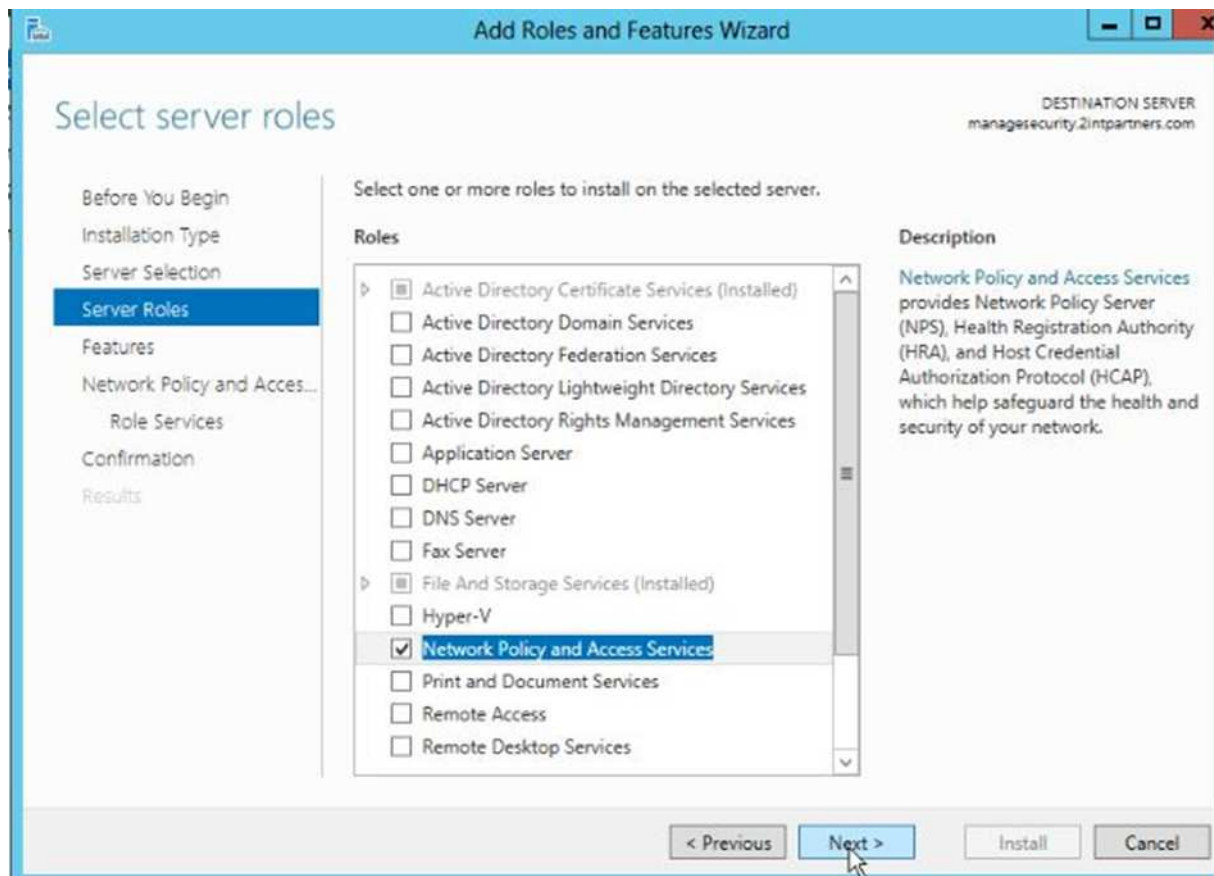 Add Roles and Features Wizard
Select server roles
DESTINATION SERVER
managesecurity.2intpartners.com
Before You Begin
Installation Type
Server Selection
Server Roles
Features
Network Policy and Acces...
Role Services
Confirmation
Results
Select one or more roles to install on the selected server.
Roles
Active Directory Certificate Services (Installed)
Active Directory Domain Services
Active Directory Federation Services
Active Directory Lightweight Directory Services
Active Directory Rights Management Services
Application Server
DHCP Server
DNS Server
Fax Server
File And Storage Services (Installed)
Hyper-V
Network Policy and Access Services
Print and Document Services
Remote Access
Remote Desktop Services
Description
Network Policy and Access Services
provides Network Policy Server
(NPS), Health Registration Authority
(HRA), and Host Credential
Authorization Protocol (HCAP),
which help safeguard the health and
security of your network.
< Previous
Next >
Install
Cancel